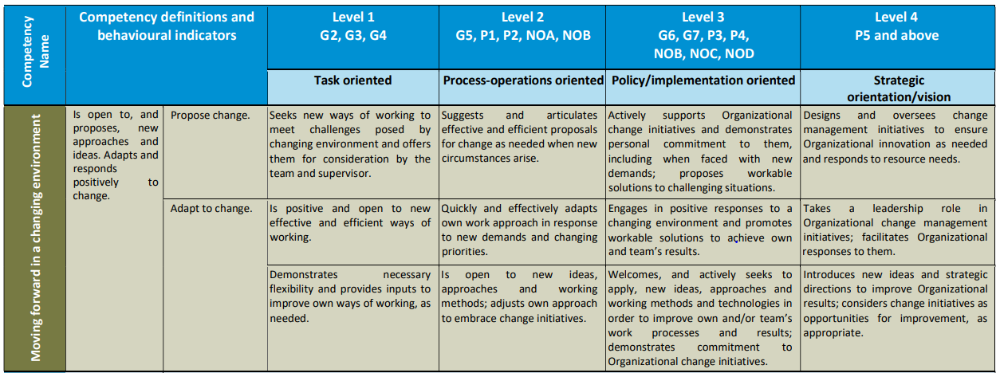 Competency
Name
Competency definitions and
behavioural indicators
Level 1
G2, G3, G4
Level 2
G5, P1, P2, NOA, NOB
Level 3
G6, G7, P3, P4,
NOB, NOC, NOD
Level 4
P5 and above
Task oriented
Process-operations oriented
Policy/implementation oriented
Strategic
orientation/vision
Moving forward in a changing environment
Is open to, and
proposes, new
approaches and
ideas. Adapts and
responds
positively to
change.
Propose change.
Seeks new ways of working to
meet challenges posed by
changing environment and offers
them for consideration by the
team and supervisor.
Suggests and articulates
effective and efficient proposals
for change as needed when new
circumstances arise.
Actively supports Organizational
change initiatives and demonstrates
personal commitment to them,
including when faced with new
demands; proposes workable
solutions to challenging situations.
Designs and oversees change
management initiatives to ensure
Organizational innovation as needed
and responds to resource needs.
Adapt to change.
Is positive and open to new
effective and efficient ways of
working.
Quickly and effectively adapts
own work approach in response
to new demands and changing
priorities.
Engages in positive responses to a
changing environment and promotes
workable solutions to achieve own
and team's results.
Takes a leadership role in
Organizational change management
initiatives; facilitates Organizational
responses to them.
Demonstrates necessary
flexibility and provides inputs to
improve own ways of working, as
needed.
Is open to new ideas,
approaches and working
methods; adjusts own approach
to embrace change initiatives.
Welcomes, and actively seeks to
apply, new ideas, approaches and
working methods and technologies in
order to improve own and/or team's
work processes and results;
demonstrates commitment to
Organizational change initiatives.
Introduces new ideas and strategic
directions to improve Organizational
results; considers change initiatives as
opportunities for improvement, as
appropriate.